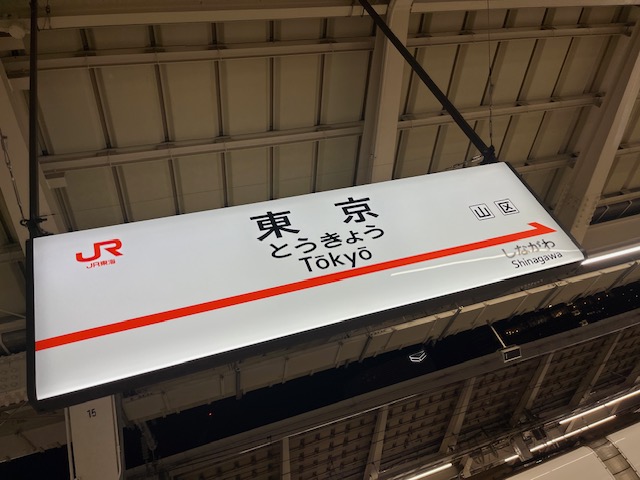 JR
JR東海
東京
とうきょう
Tōkyō
山 区
しながわ
Shinagawa
15